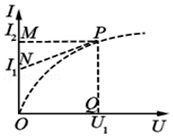 I
I₂ M P
I₁ N
Q
O U₁ U